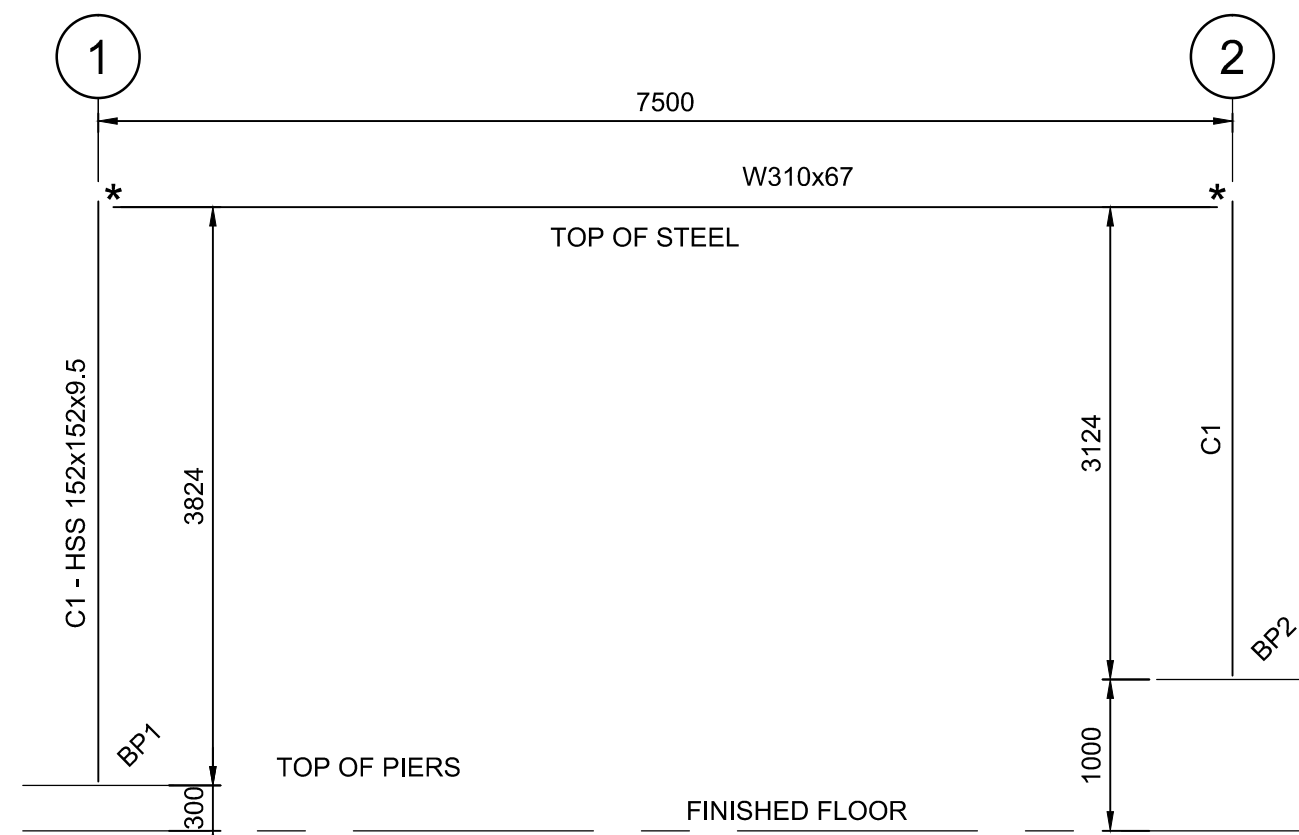 1
2
7500
*
W310x67
*
TOP OF STEEL
C1 - HSS 152x152x9.5
3824
3124
C1
BP2
BP1
TOP OF PIERS
1000
300
FINISHED FLOOR